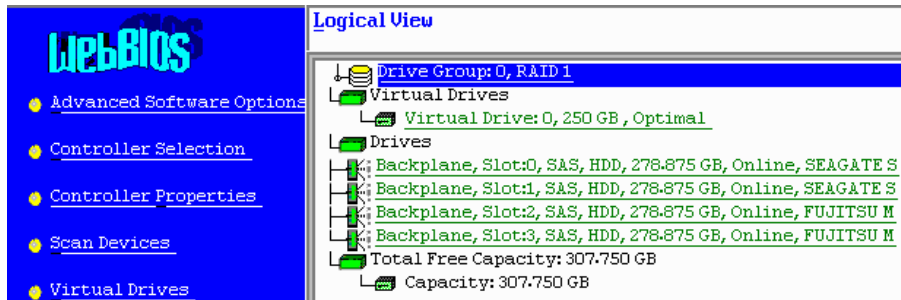 WebBIOS
Advanced Software Options
Controller Selection
Controller Properties
Scan Devices
Virtual Drives
Logical View
Drive Group: 0, RAID 1
Virtual Drives
Virtual Drive: 0, 250 GB , Optimal
Drives
Backplane, Slot:0, SAS, HDD, 278.875 GB, Online, SEAGATE S
Backplane, Slot:1, SAS, HDD, 278.875 GB, Online, SEAGATE S
Backplane, Slot:2, SAS, HDD, 278.875 GB, Online, FUJITSU M
Backplane, Slot:3, SAS, HDD, 278.875 GB, Online, FUJITSU M
Total Free Capacity: 307.750 GB
Capacity: 307.750 GB